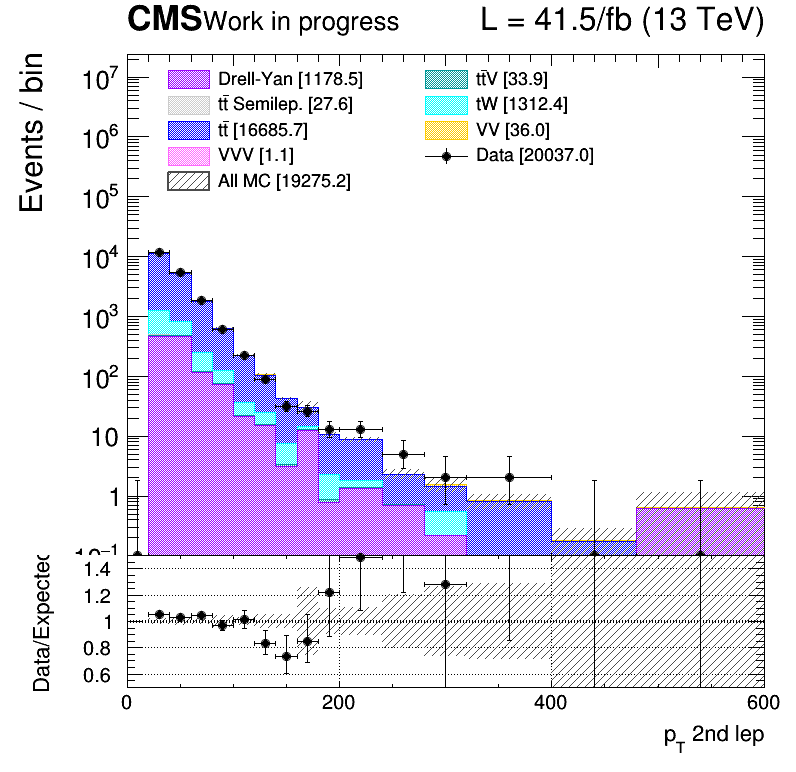 CMS Work in progress L = 41.5/fb (13 TeV)
Events / bin
10⁷
10⁶
10⁵
10⁴
10³
10²
10
1
10⁻¹
Drell-Yan [1178.5]
tt̄ Semilep. [27.6]
tt̄ [16685.7]
VVV [1.1]
All MC [19275.2]
tt̄V [33.9]
tW [1312.4]
VV [36.0]
Data [20037.0]
Data/Expected
1.4
1.2
1
0.8
0.6
0 200 400 600
p_T 2nd lep